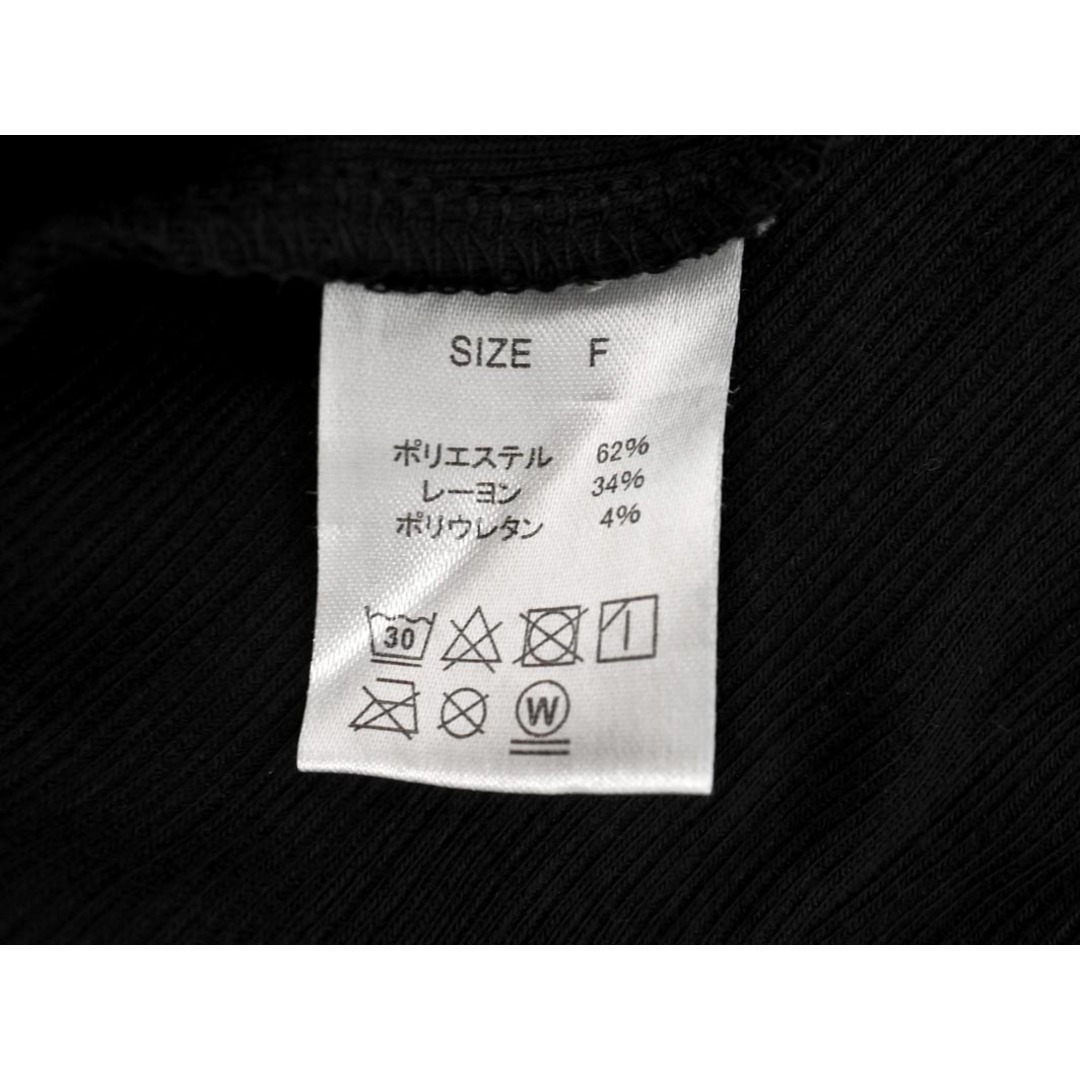 SIZE F
ポリエステル 62%
レーヨン 34%
ポリウレタン 4%
30
W